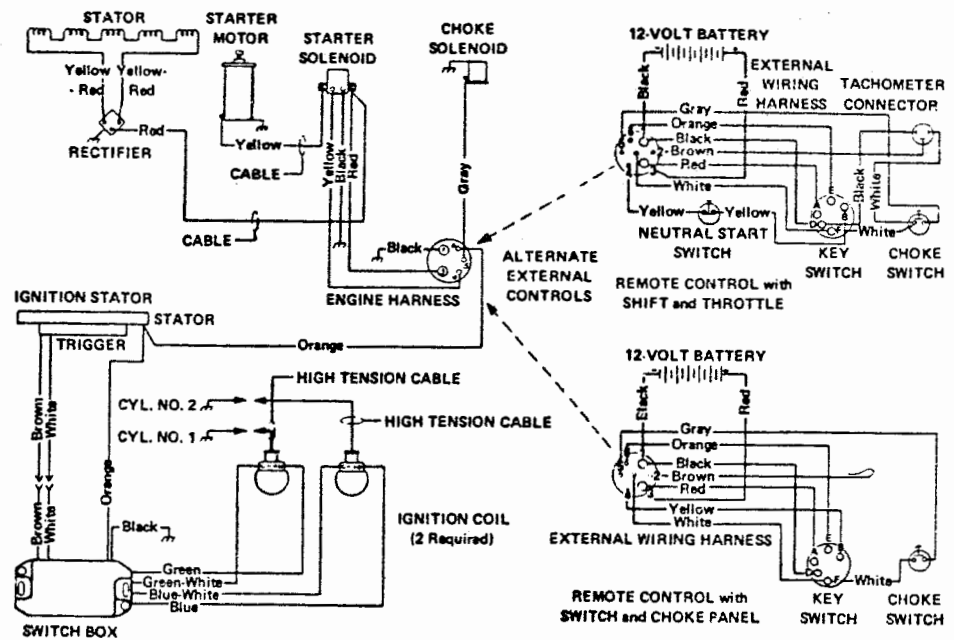 STATOR
STARTER
MOTOR
STARTER
SOLENOID
CHOKE
SOLENOID
12-VOLT BATTERY
EXTERNAL
WIRING
HARNESS
TACHOMETER
CONNECTOR
Yellow
Red
Yellow-
Red
RECTIFIER
Red
Yellow
CABLE
CABLE
Yellow
Black
Red
Gray
Black
ENGINE HARNESS
ALTERNATE
EXTERNAL
CONTROLS
Black
Red
Gray
Orange
Black
2-Brown
Red
White
Yellow
Yellow
NEUTRAL START
SWITCH
Black
White
White
KEY
SWITCH
CHOKE
SWITCH
REMOTE CONTROL with
SHIFT and THROTTLE
IGNITION STATOR
STATOR
TRIGGER
Orange
HIGH TENSION CABLE
CYL. NO. 2
HIGH TENSION CABLE
CYL. NO. 1
Brown
White
Orange
Brown
White
Black
IGNITION COIL
(2 Required)
Green
Green-White
Blue-White
Blue
SWITCH BOX
12-VOLT BATTERY
Black
Red
Gray
Orange
Black
2-Brown
Red
Yellow
White
EXTERNAL WIRING HARNESS
White
REMOTE CONTROL with
SWITCH and CHOKE PANEL
KEY
SWITCH
CHOKE
SWITCH